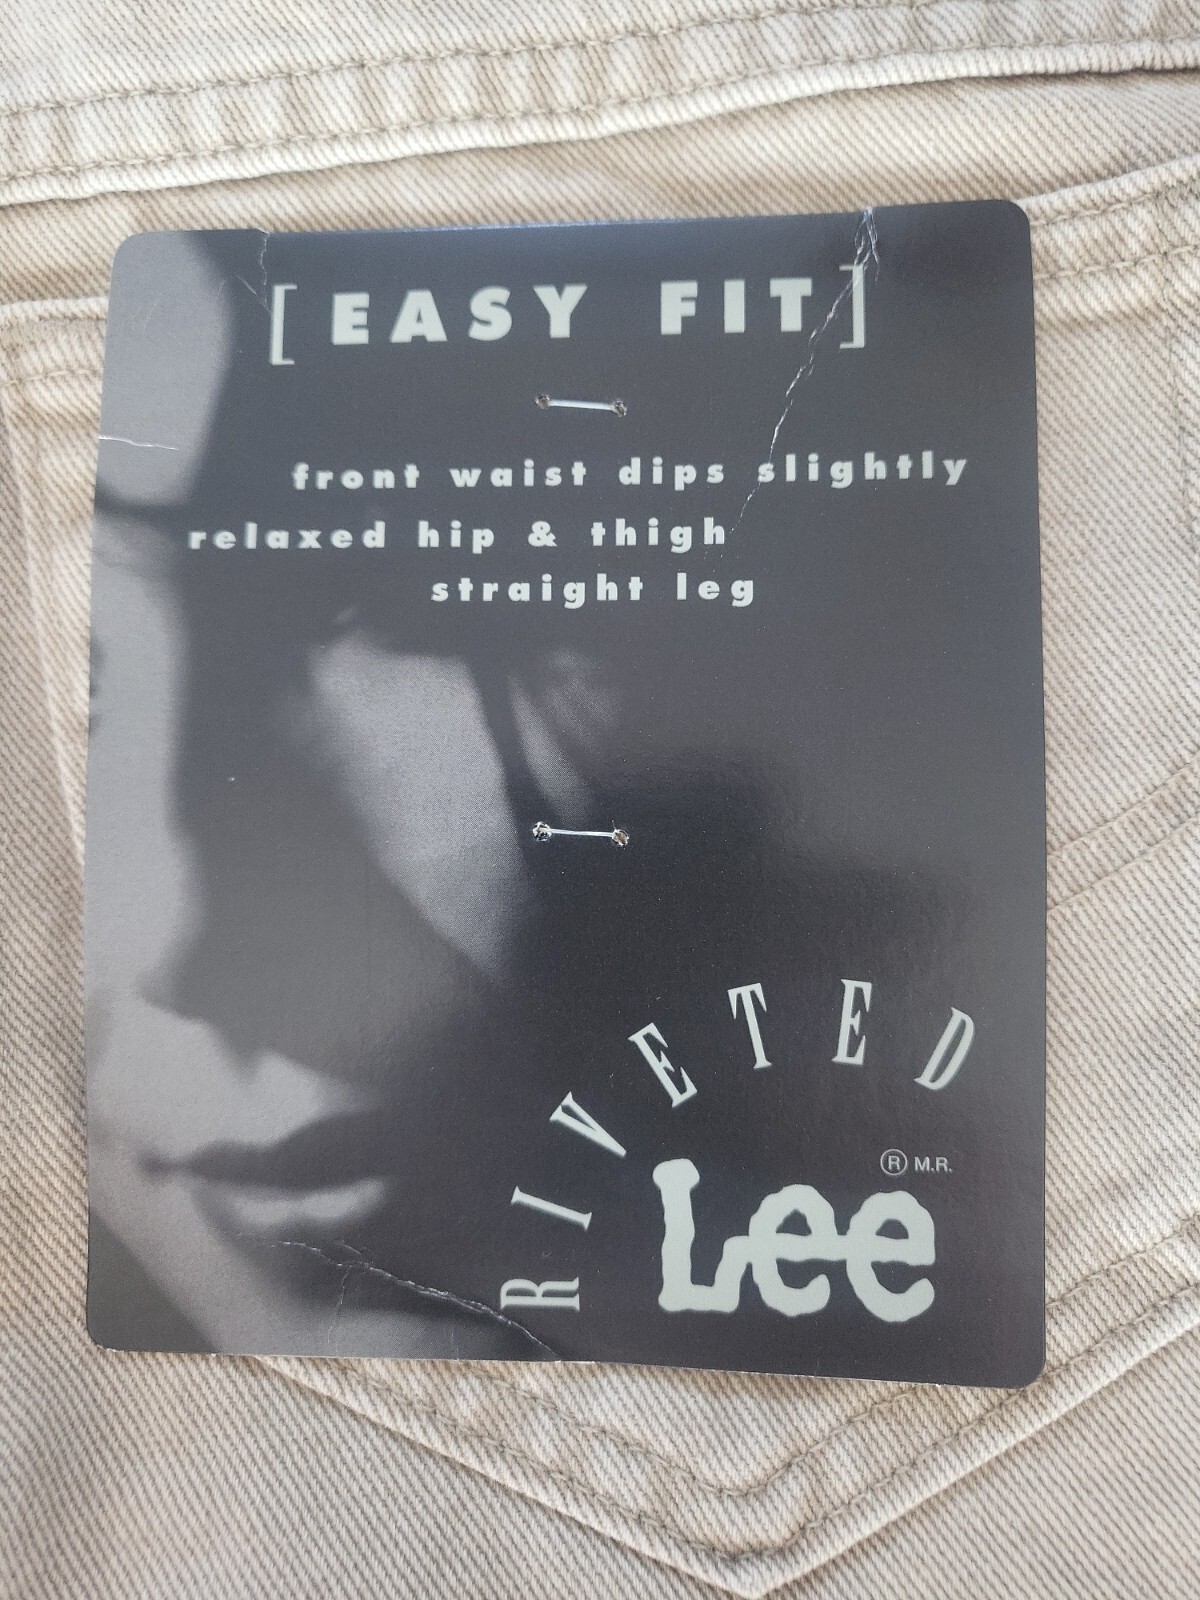 [EASY FIT]
front waist dips slightly
relaxed hip & thigh
straight leg
RIVETED
® M.R.
Lee